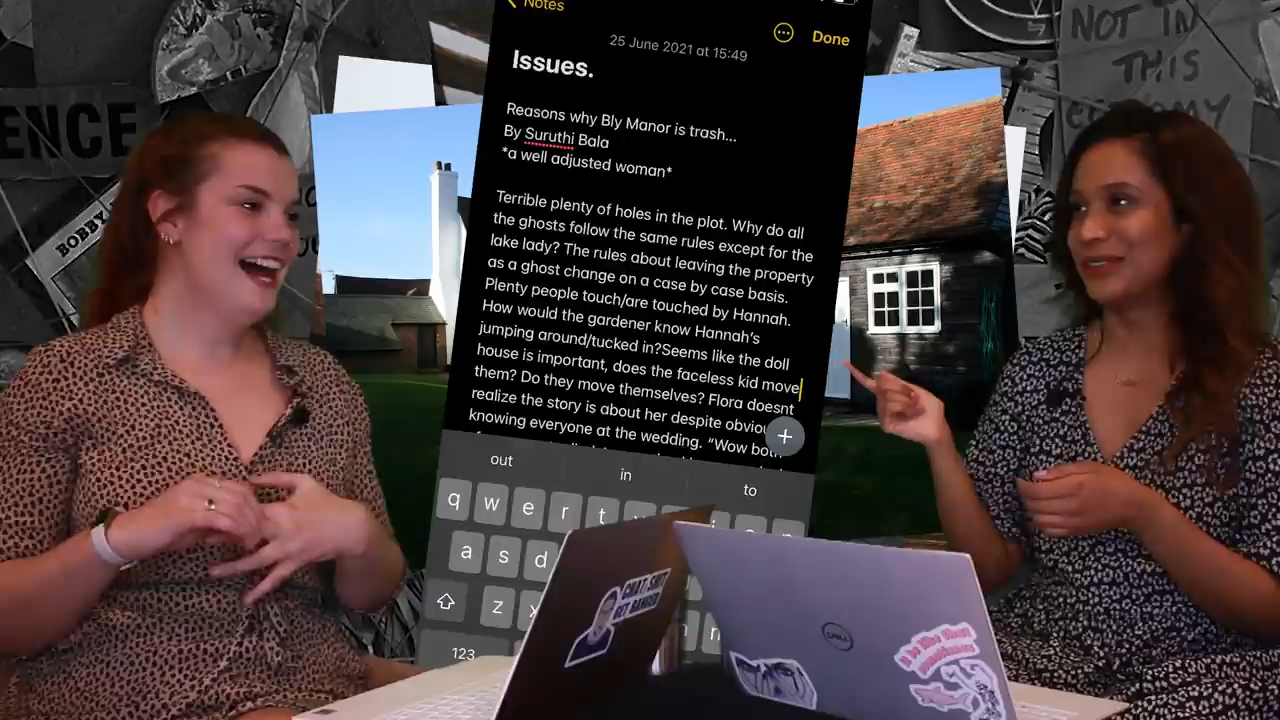 NOT IN
THIS
ECONOMY
ENCE
BOBBY
Notes
Done
25 June 2021 at 15:49
Issues.
Reasons why Bly Manor is trash...
By Suruthi Bala
*a well adjusted woman*
Terrible plenty of holes in the plot. Why do all
the ghosts follow the same rules except for the
lake lady? The rules about leaving the property
as a ghost change on a case by case basis.
Plenty people touch/are touched by Hannah.
How would the gardener know Hannah's
jumping around/tucked in?Seems like the doll
house is important, does the faceless kid move
them? Do they move themselves? Flora doesnt
realize the story is about her despite
knowing everyone at the wedding. "Wow both
+
out in to
q w e r t
a s d
z
123
CHAT SHIT
GET BANGED
DELL